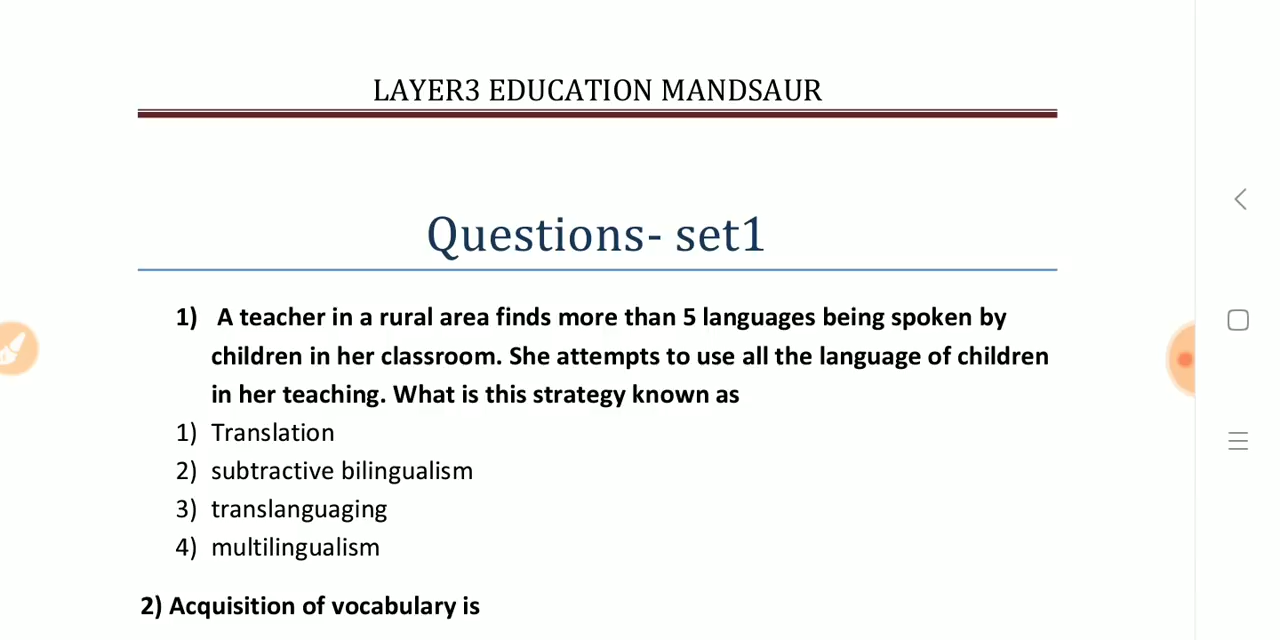 LAYER3 EDUCATION MANDSAUR
Questions- set1
1) A teacher in a rural area finds more than 5 languages being spoken by
children in her classroom. She attempts to use all the language of children
in her teaching. What is this strategy known as
1) Translation
2) subtractive bilingualism
3) translanguaging
4) multilingualism
2) Acquisition of vocabulary is